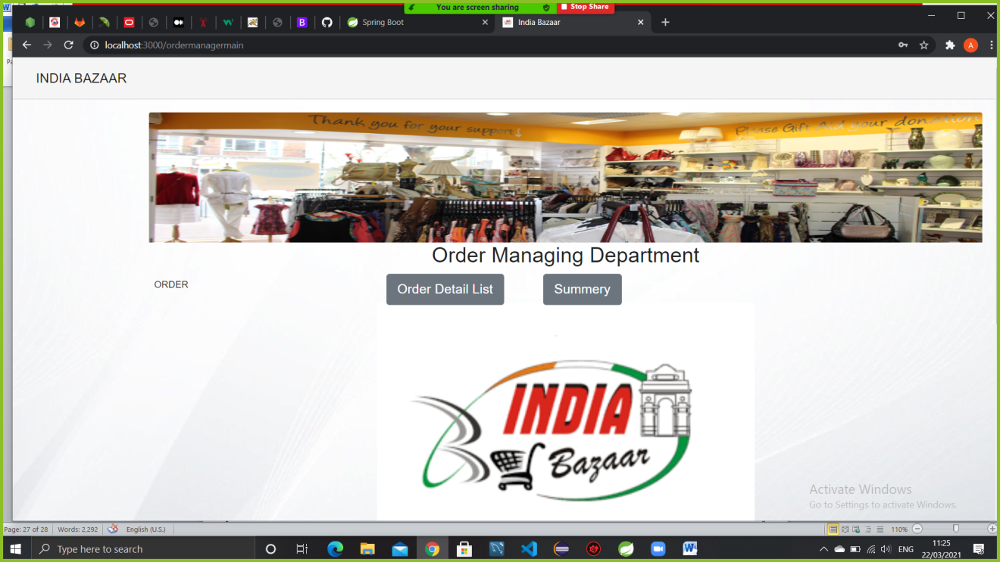 You are screen sharing
Stop Share
Spring Boot
India Bazaar
localhost:3000/ordermanagermain
A
INDIA BAZAAR
Thank you for your support
Please Gift Aid your donation
Order Managing Department
ORDER
Order Detail List
Summery
INDIA
Bazaar
Activate Windows
Go to Settings to activate Windows.
Page: 27 of 28
Words: 2,292
English (U.S.)
110%
Type here to search
ENG
11:25
22/03/2021